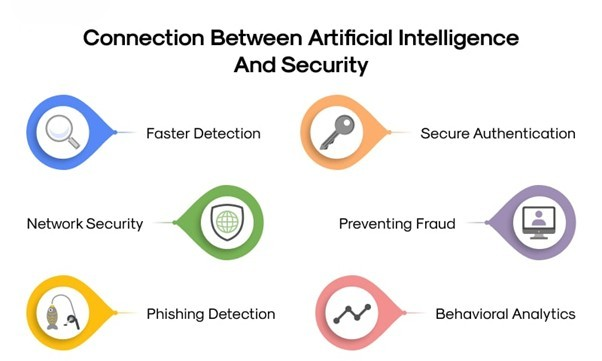 Connection Between Artificial Intelligence
And Security
Faster Detection
Secure Authentication
Network Security
Preventing Fraud
Phishing Detection
Behavioral Analytics